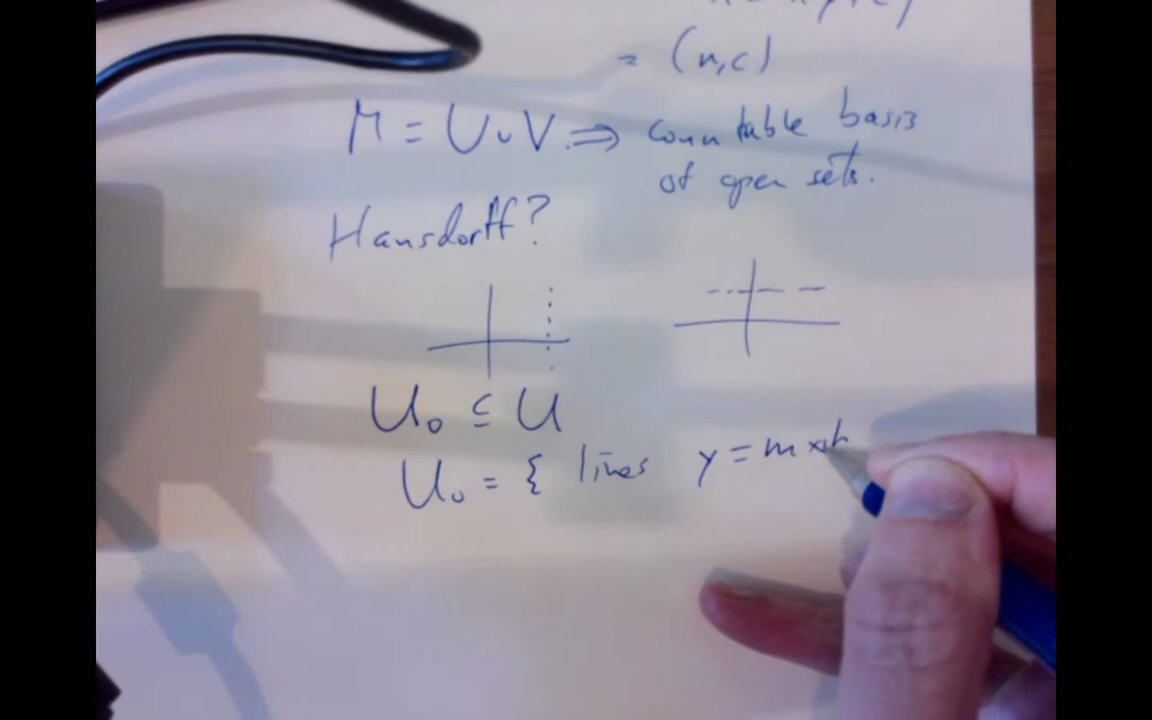 = (n,c)
M = U∪V. ⇒ countable basis
of open sets.
Hausdorff?
U₀ ⊆ U
U₀ = { lines y = mx+b